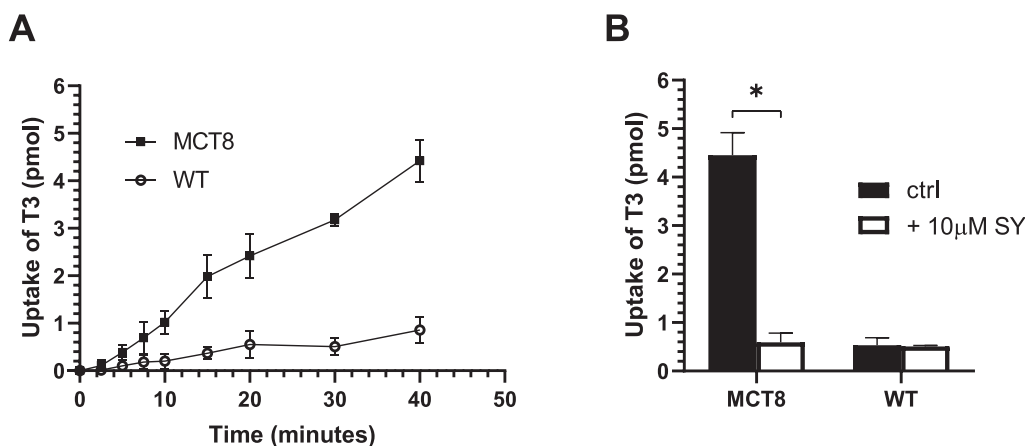 A
Uptake of T3 (pmol)
6
5
4
3
2
1
0
MCT8
WT
0 10 20 30 40 50
Time (minutes)
B
Uptake of T3 (pmol)
6
5
4
3
2
1
0
*
ctrl
+ 10μM SY
MCT8 WT